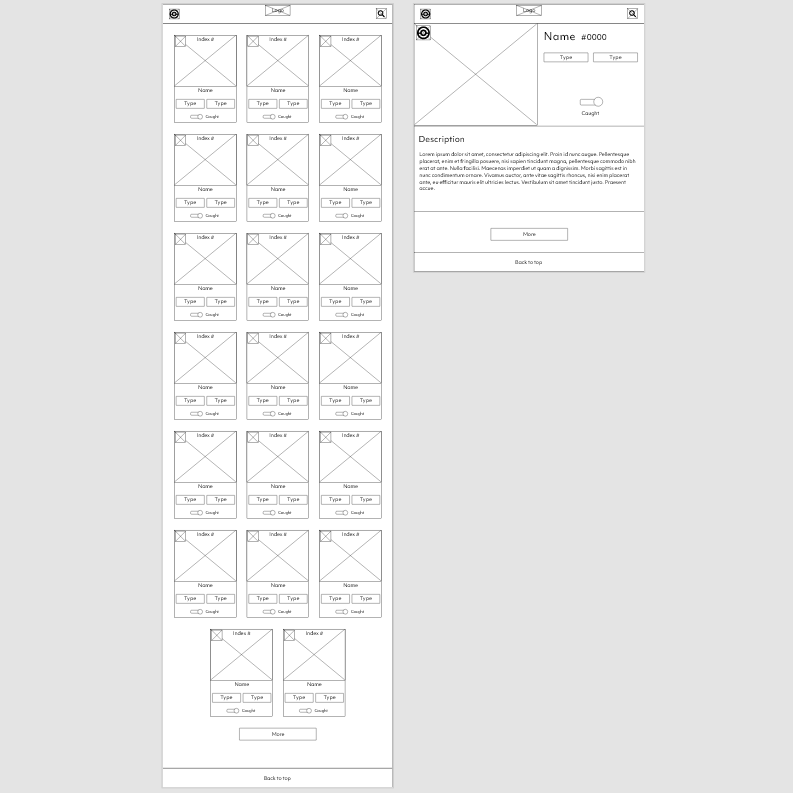 Logo
Index # Index # Index #
Name Name Name
Type Type Type Type Type Type
Caught Caught Caught
Index # Index # Index #
Name Name Name
Type Type Type Type Type Type
Caught Caught Caught
Index # Index # Index #
Name Name Name
Type Type Type Type Type Type
Caught Caught Caught
Index # Index # Index #
Name Name Name
Type Type Type Type Type Type
Caught Caught Caught
Index # Index # Index #
Name Name Name
Type Type Type Type Type Type
Caught Caught Caught
Index # Index # Index #
Name Name Name
Type Type Type Type Type Type
Caught Caught Caught
Index # Index #
Name Name
Type Type Type Type
Caught Caught
More
Back to top
Logo
Name #0000
Type Type
Caught
Description
Lorem ipsum dolor sit amet, consectetur adipiscing elit. Proin id nunc augue. Pellentesque
placerat, enim et fringilla posuere, nisi sapien tincidunt magna, pellentesque commodo nibh
erat at ante. Nulla facilisi. Maecenas imperdiet ut quam a dignissim. Morbi sagittis est in
nunc condimentum ornare. Vivamus auctor, ante vitae sagittis rhoncus, nisi enim placerat
ante, eu efficitur mauris elit ultricies lectus. Vestibulum sit amet tincidunt justo. Praesent
accue.
More
Back to top